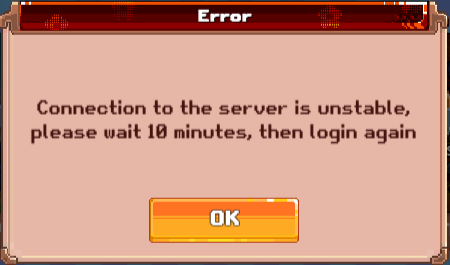 Error
Connection to the server is unstable,
please wait 10 minutes, then login again
OK